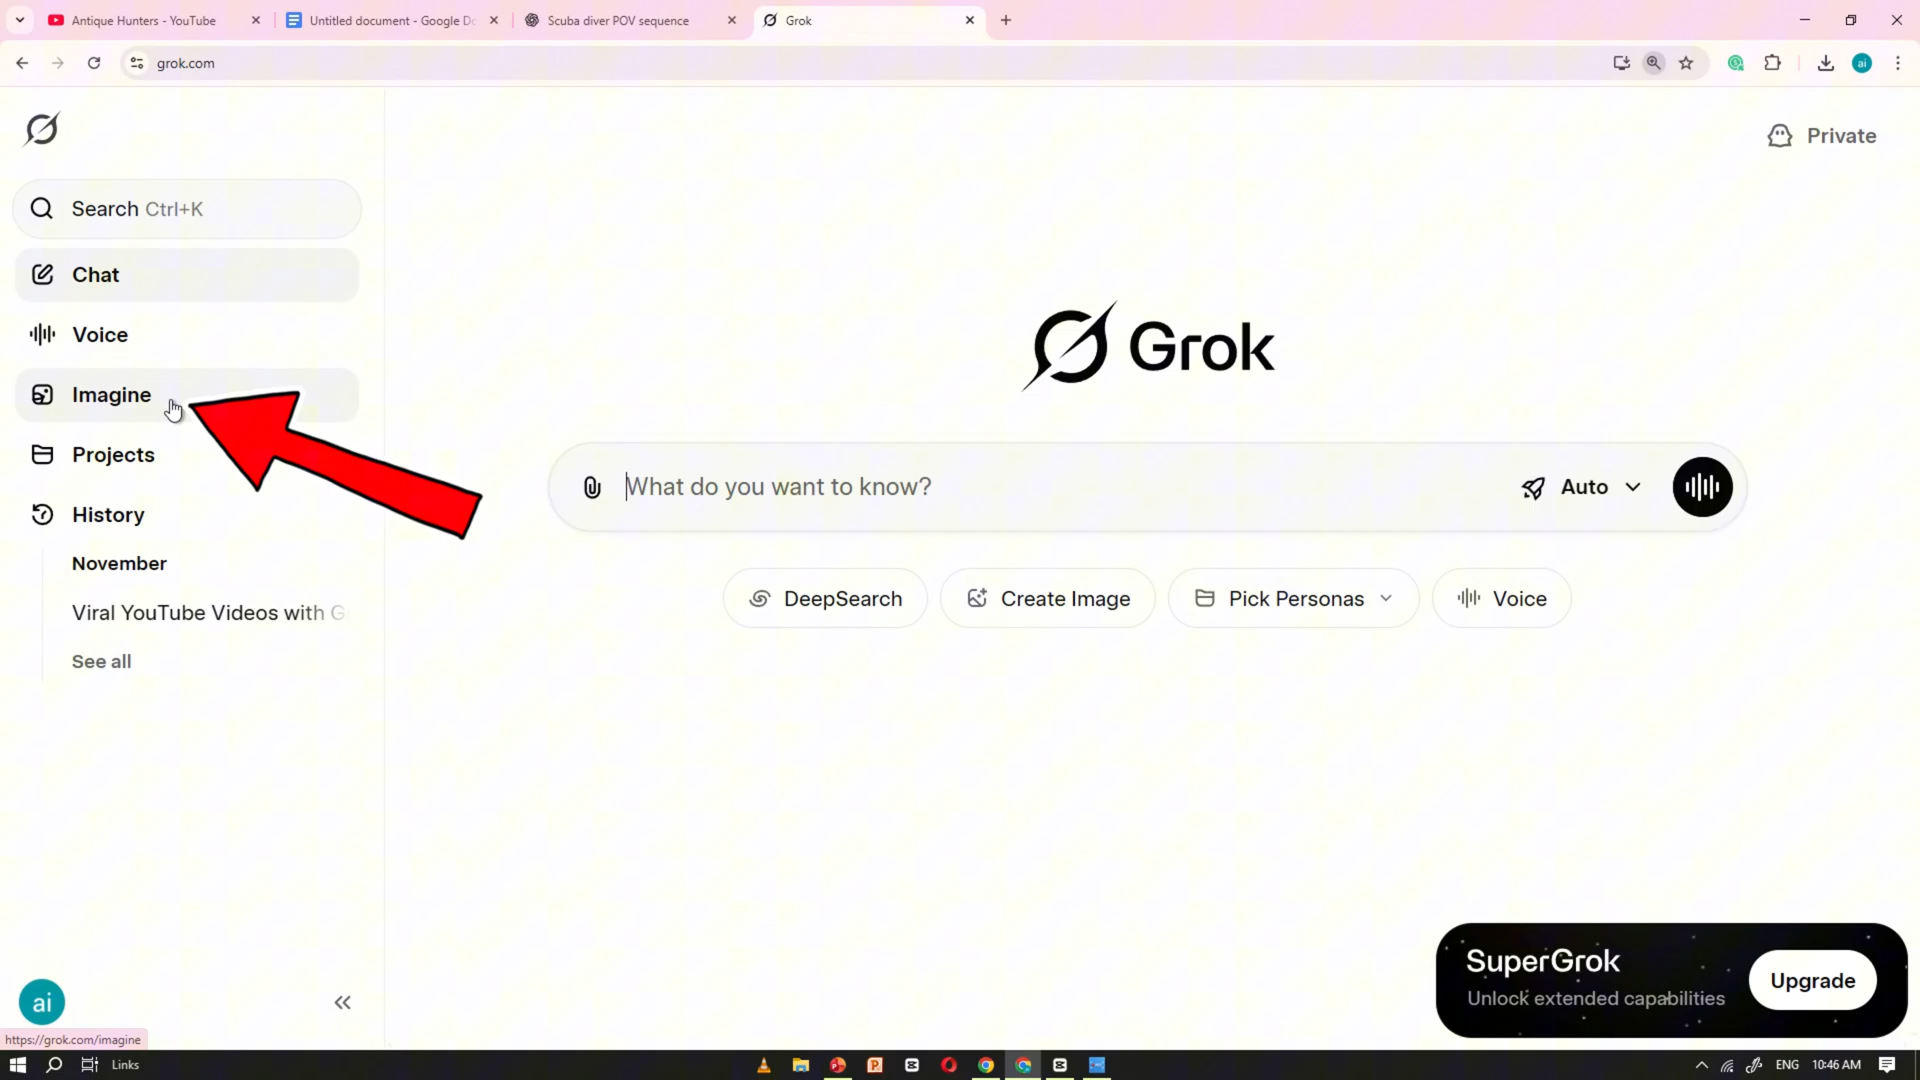 Antique Hunters - YouTube
Untitled document - Google Do
Scuba diver POV sequence
Grok
grok.com
ai
Private
Search Ctrl+K
Chat
Voice
Imagine
Projects
History
November
Viral YouTube Videos with G
See all
Grok
What do you want to know?
Auto
DeepSearch
Create Image
Pick Personas
Voice
SuperGrok
Unlock extended capabilities
Upgrade
ai
https://grok.com/imagine
Links
ENG
10:46 AM